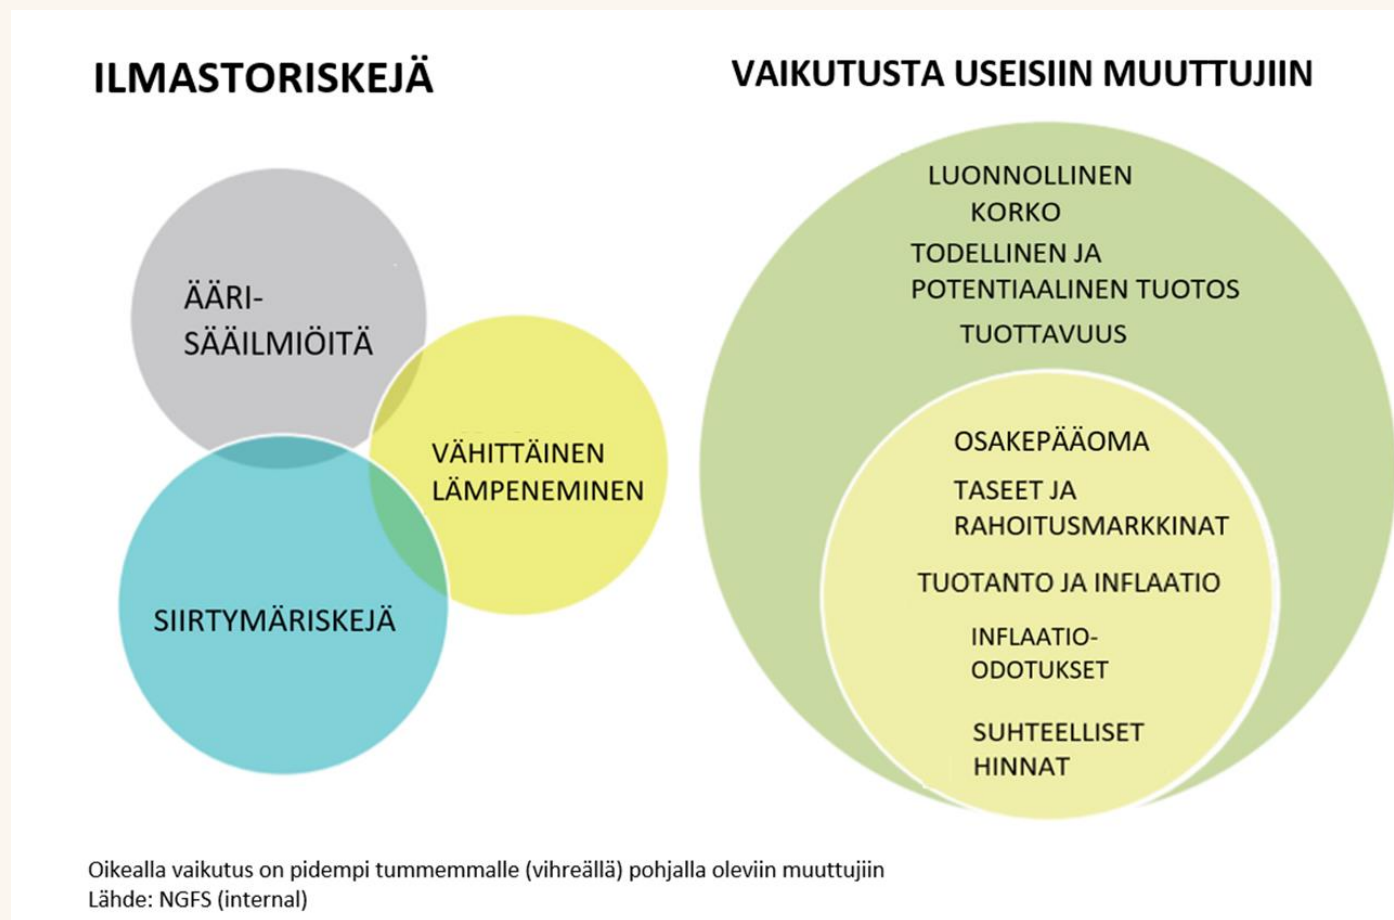 ILMASTORISKEJÄ
ÄÄRI-
SÄÄILMIÖITÄ
VÄHITTÄINEN
LÄMPENEMINEN
SIIRTYMÄRISKEJÄ
VAIKUTUSTA USEISIIN MUUTTUJIIN
LUONNOLLINEN
KORKO
TODELLINEN JA
POTENTIAALINEN TUOTOS
TUOTTAVUUS
OSAKEPÄÄOMA
TASEET JA
RAHOITUSMARKKINAT
TUOTANTO JA INFLAATIO
INFLAATIO-
ODOTUKSET
SUHTEELLISET
HINNAT
Oikealla vaikutus on pidempi tummemmalle (vihreällä) pohjalla oleviin muuttujiin
Lähde: NGFS (internal)